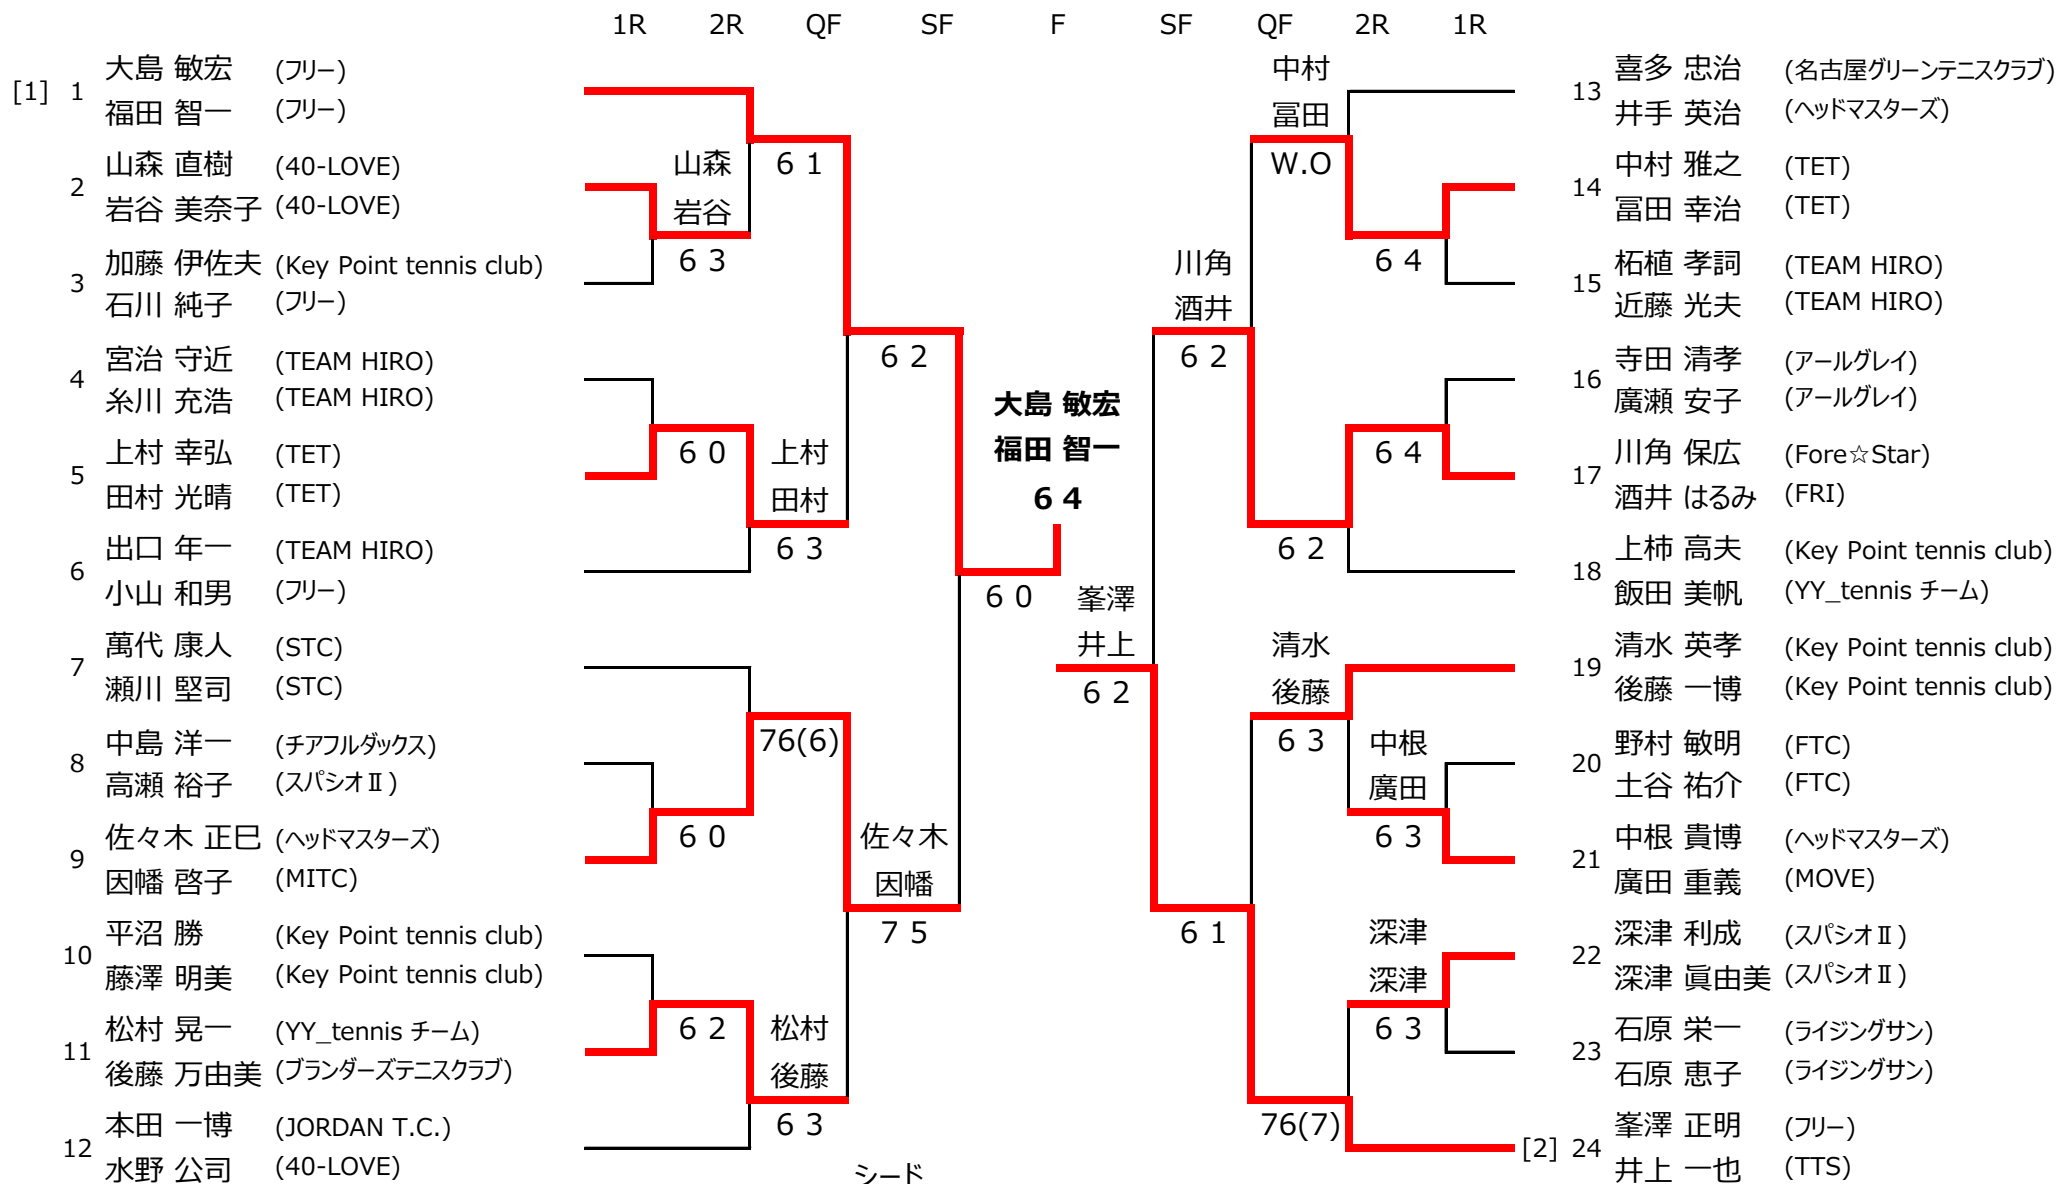 1R 2R QF SF F SF QF 2R 1R
[1] 1 大島 敏宏 (フリー)
福田 智一 (フリー)
2 山森 直樹 (40-LOVE)
岩谷 美奈子 (40-LOVE)
3 加藤 伊佐夫 (Key Point tennis club)
石川 純子 (フリー)
4 宮治 守近 (TEAM HIRO)
糸川 充浩 (TEAM HIRO)
5 上村 幸弘 (TET)
田村 光晴 (TET)
6 出口 年一 (TEAM HIRO)
小山 和男 (フリー)
7 萬代 康人 (STC)
瀬川 堅司 (STC)
8 中島 洋一 (チアフルダックス)
高瀬 裕子 (スパシオⅡ)
9 佐々木 正巳 (ヘッドマスターズ)
因幡 啓子 (MITC)
10 平沼 勝 (Key Point tennis club)
藤澤 明美 (Key Point tennis club)
11 松村 晃一 (YY_tennis チーム)
後藤 万由美 (ブランダーズテニスクラブ)
12 本田 一博 (JORDAN T.C.)
水野 公司 (40-LOVE)
山森
岩谷
6 3
6 0
6 0
6 2
6 1
上村
田村
6 3
76(6)
松村
後藤
6 3
6 2
佐々木
因幡
7 5
6 0
大島 敏宏
福田 智一
6 4
峯澤
井上
6 2
川角
酒井
6 2
6 1
中村
冨田
W.O
6 2
清水
後藤
6 3
76(7)
6 4
6 4
中根
廣田
6 3
深津
深津
6 3
13 喜多 忠治 (名古屋グリーンテニスクラブ)
井手 英治 (ヘッドマスターズ)
14 中村 雅之 (TET)
冨田 幸治 (TET)
15 柘植 孝詞 (TEAM HIRO)
近藤 光夫 (TEAM HIRO)
16 寺田 清孝 (アールグレイ)
廣瀬 安子 (アールグレイ)
17 川角 保広 (Fore☆Star)
酒井 はるみ (FRI)
18 上柿 高夫 (Key Point tennis club)
飯田 美帆 (YY_tennis チーム)
19 清水 英孝 (Key Point tennis club)
後藤 一博 (Key Point tennis club)
20 野村 敏明 (FTC)
土谷 祐介 (FTC)
21 中根 貴博 (ヘッドマスターズ)
廣田 重義 (MOVE)
22 深津 利成 (スパシオⅡ)
深津 眞由美 (スパシオⅡ)
23 石原 栄一 (ライジングサン)
石原 恵子 (ライジングサン)
[2] 24 峯澤 正明 (フリー)
井上 一也 (TTS)
シード